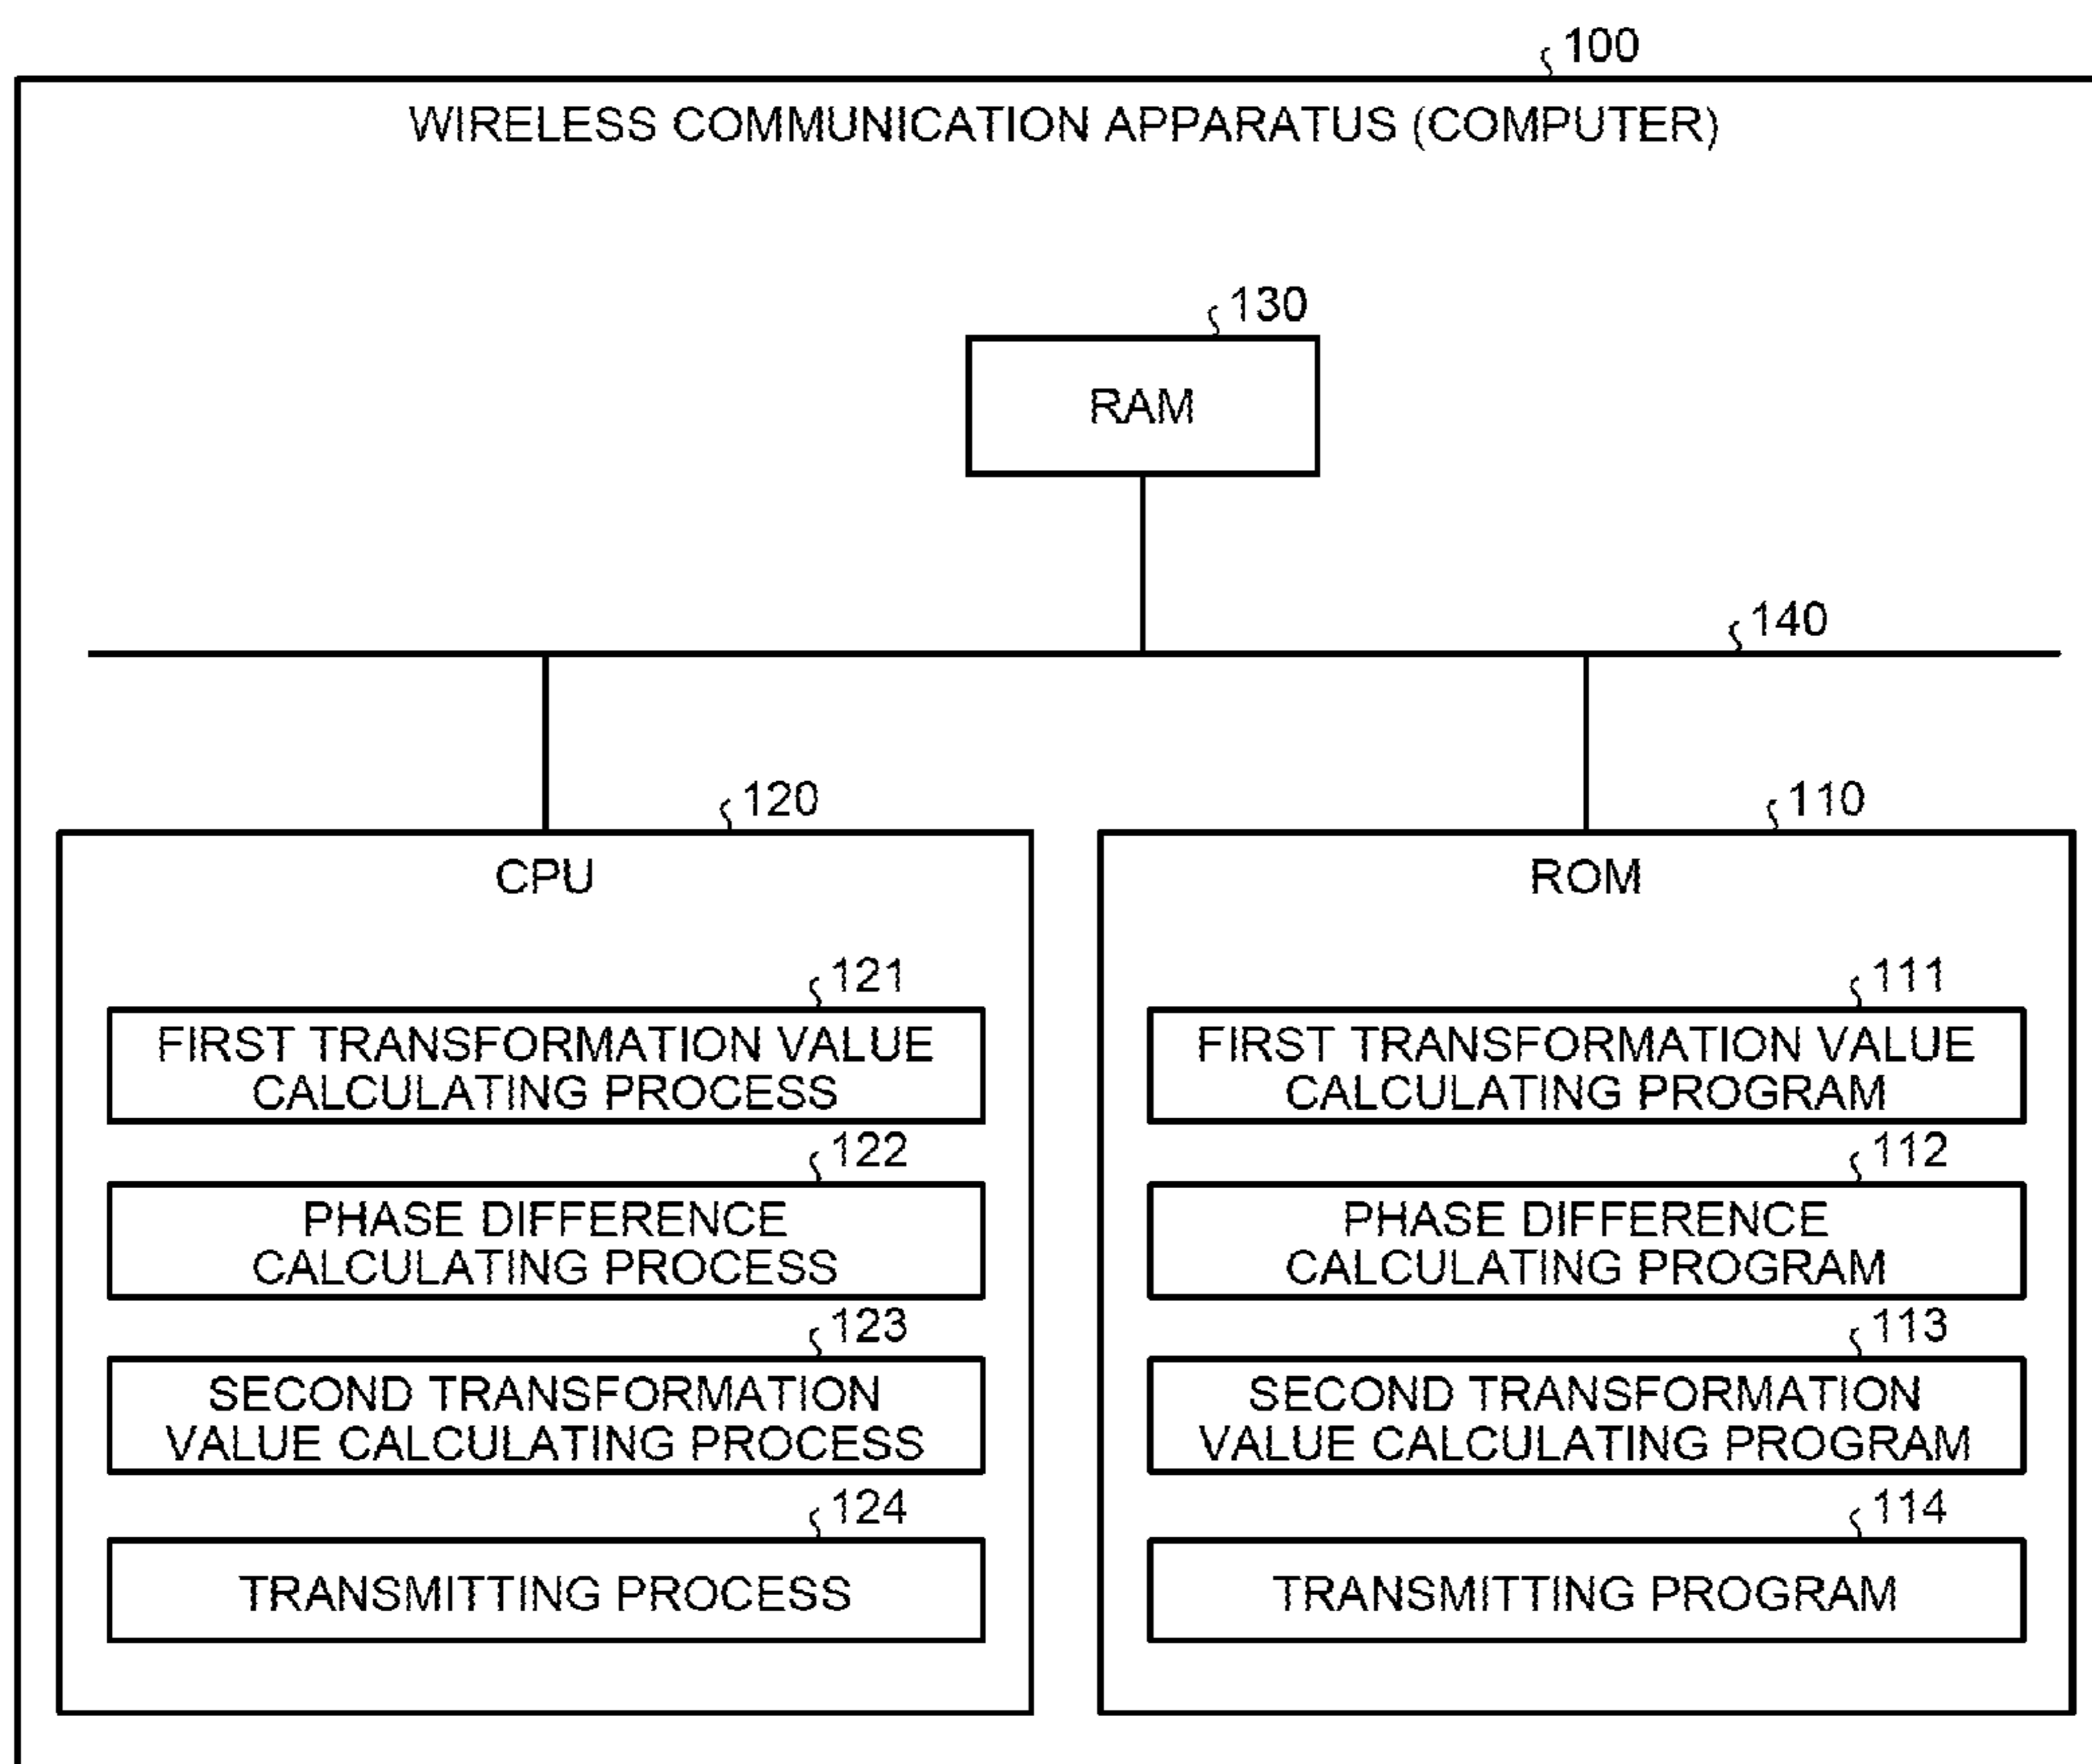 100
WIRELESS COMMUNICATION APPARATUS (COMPUTER)
130
RAM
140
120
CPU
121
FIRST TRANSFORMATION VALUE
CALCULATING PROCESS
122
PHASE DIFFERENCE
CALCULATING PROCESS
123
SECOND TRANSFORMATION
VALUE CALCULATING PROCESS
124
TRANSMITTING PROCESS
110
ROM
111
FIRST TRANSFORMATION VALUE
CALCULATING PROGRAM
112
PHASE DIFFERENCE
CALCULATING PROGRAM
113
SECOND TRANSFORMATION
VALUE CALCULATING PROGRAM
114
TRANSMITTING PROGRAM